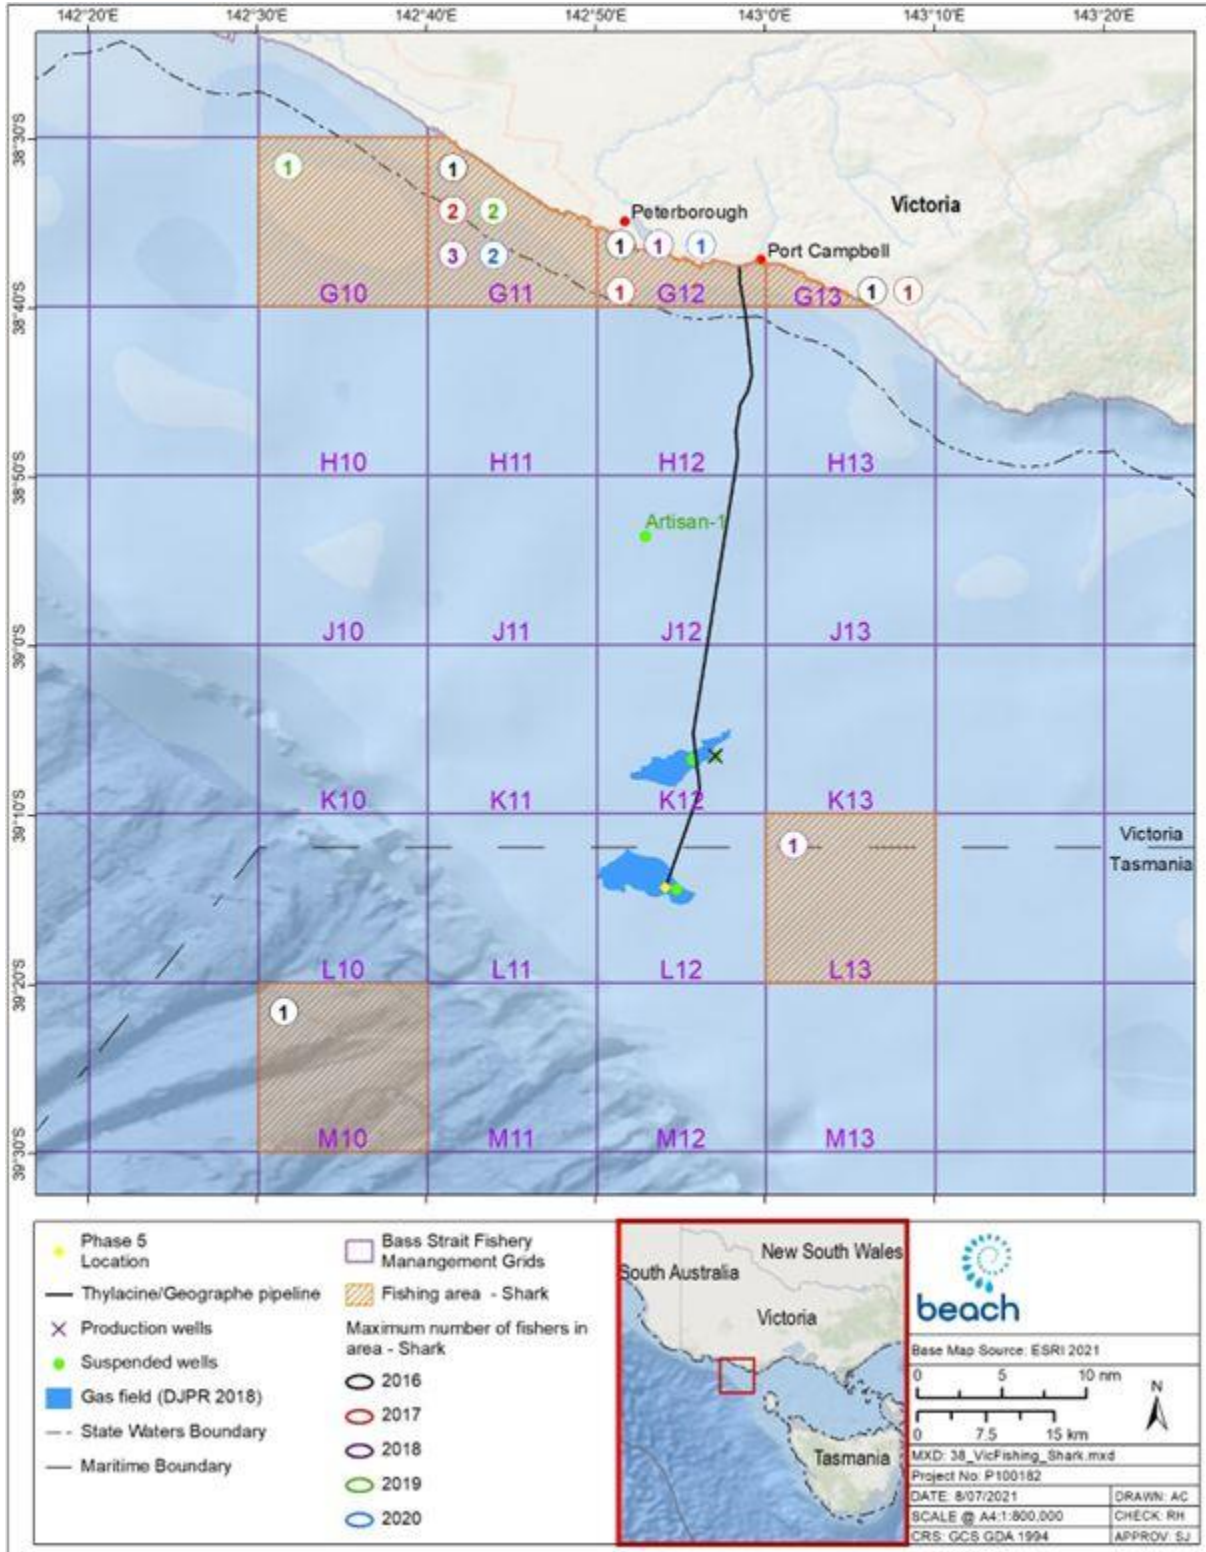 142°20'E 142°30'E 142°40'E 142°50'E 143°0'E 143°10'E 143°20'E
38°30'S
1
1
2 2
Peterborough
Victoria
3 2
1 1 1
Port Campbell
1
1 1
G10 G11 G12 G13
38°40'S
H10 H11 H12 H13
38°50'S
Artisan-1
J10 J11 J12 J13
39°0'S
K10 K11 K12 K13
39°10'S
1
Victoria
Tasmania
L10 L11 L12 L13
39°20'S
1
M10 M11 M12 M13
39°30'S
Phase 5
Location
Thylacine/Geographe pipeline
Production wells
Suspended wells
Gas field (DJPR 2018)
State Waters Boundary
Maritime Boundary
Bass Strait Fishery
Manangement Grids
Fishing area - Shark
Maximum number of fishers in
area - Shark
2016
2017
2018
2019
2020
New South Wales
South Australia
Victoria
Tasmania
beach
Base Map Source: ESRI 2021
0 5 10 nm
N
0 7.5 15 km
MXD: 38_VicFishing_Shark.mxd
Project No: P100182
DATE: 8/07/2021 DRAWN: AC
SCALE @ A4:1:800,000 CHECK: RH
CRS: GCS GDA 1994 APPROV: SJ